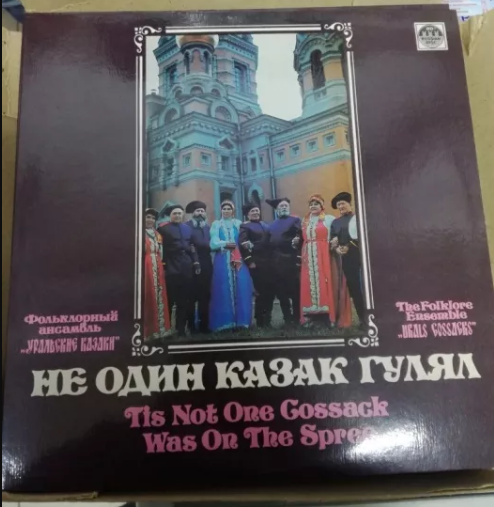 Фольклорный
ансамбль
„УРАЛЬСКИЕ КАЗАКИ"
The Folklore
Ensemble
„URALS COSSACKS"
НЕ ОДИН КАЗАК ГУЛЯЛ
Tis Not One Cossack
Was On The Spree